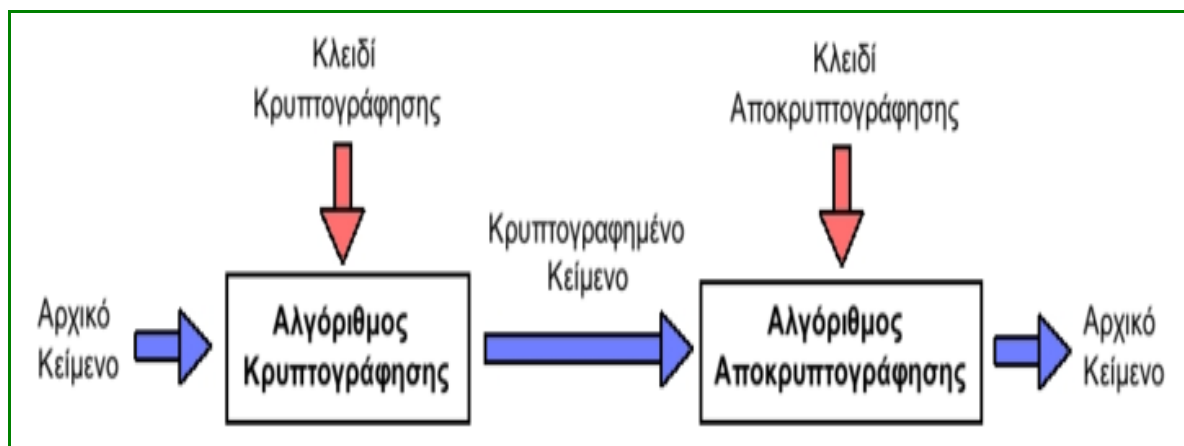 Κλειδί
Κρυπτογράφησης
Κλειδί
Αποκρυπτογράφησης
Κρυπτογραφημένο
Κείμενο
Αρχικό
Κείμενο
Αλγόριθμος
Κρυπτογράφησης
Αλγόριθμος
Αποκρυπτογράφησης
Αρχικό
Κείμενο